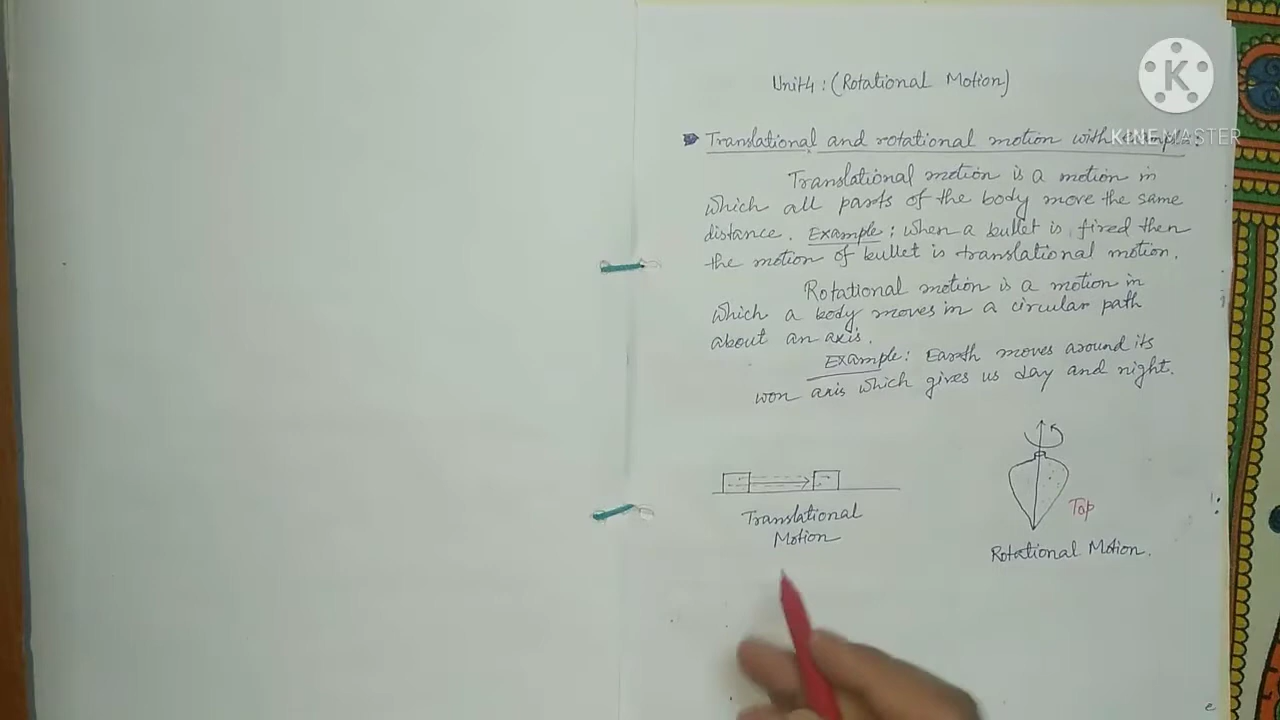 Unit4 : (Rotational Motion)
Translational and rotational motion with
Translational motion is a motion in
which all parts of the body move the same
distance. Example : when a bullet is fired then
the motion of bullet is translational motion.
Rotational motion is a motion in
which a body moves in a circular path
about an axis.
Example : Earth moves around its
won axis which gives us day and night.
Translational
Motion
Top
Rotational Motion.
K
KINEMASTER